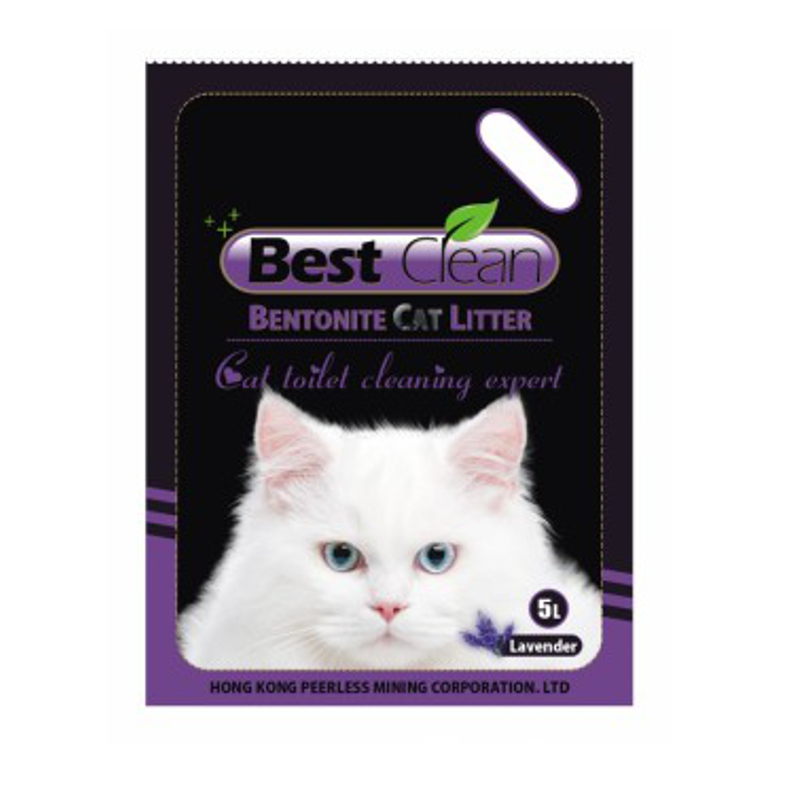 Best Clean
BENTONITE CAT LITTER
Cat toilet cleaning expert
5L
Lavender
HONG KONG PEERLESS MINING CORPORATION. LTD